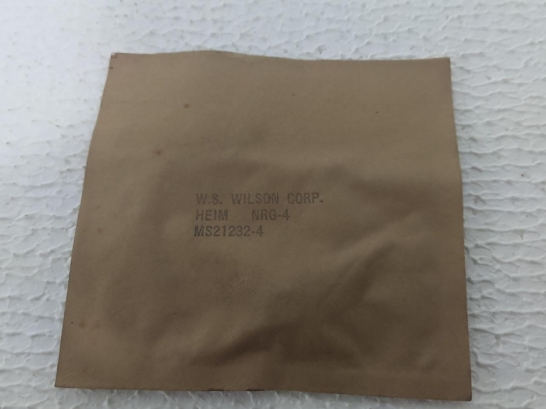 W.S. WILSON CORP.
HEIM NRG-4
MS21232-4